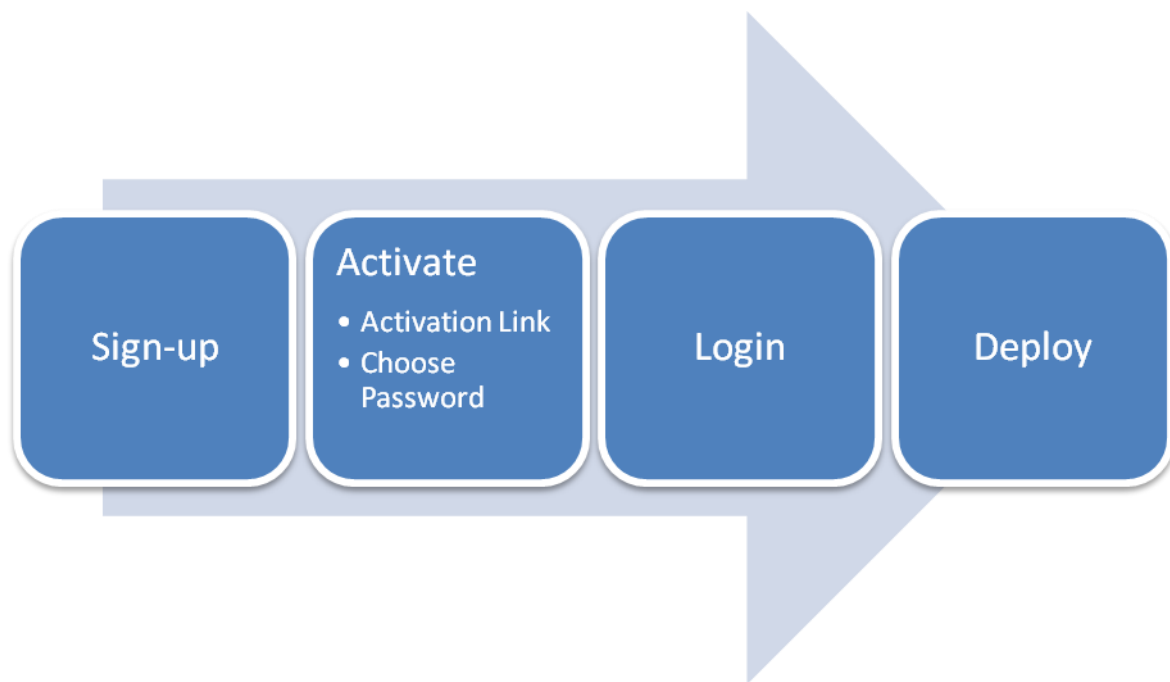 Sign-up
Activate
• Activation Link
• Choose
Password
Login
Deploy